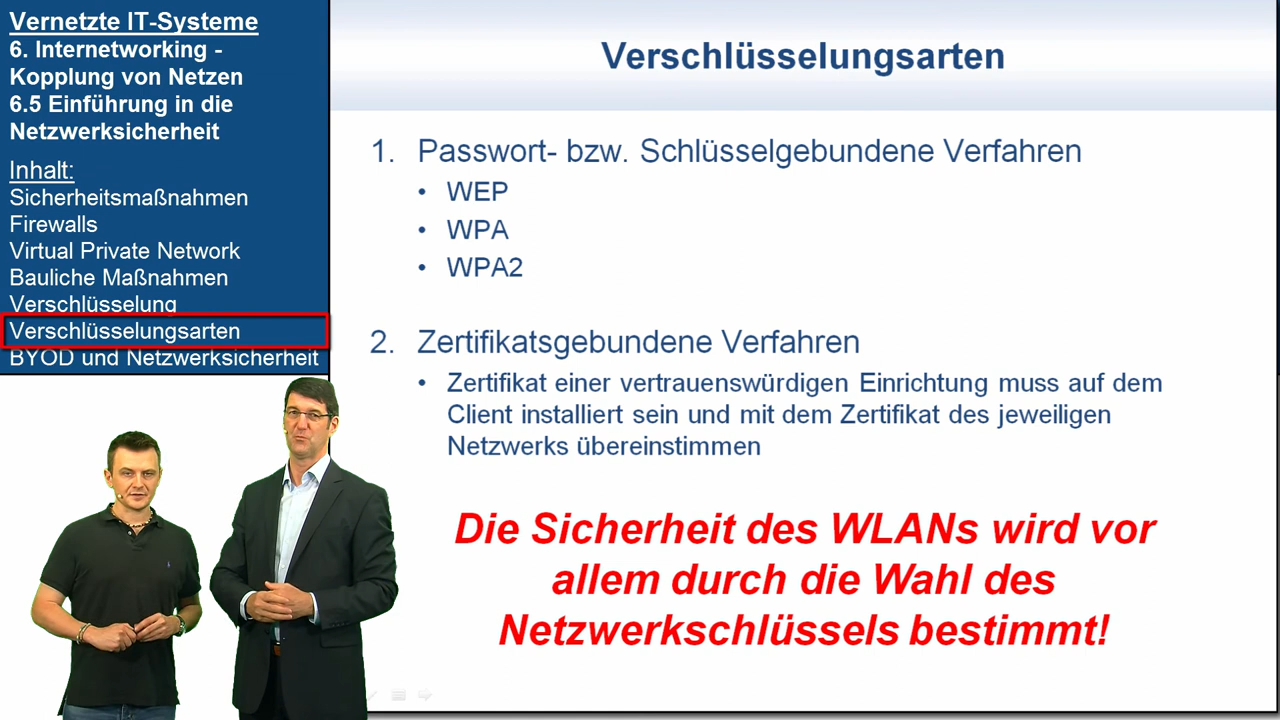 Vernetzte IT-Systeme
6. Internetworking -
Kopplung von Netzen
6.5 Einführung in die
Netzwerksicherheit
Inhalt:
Sicherheitsmaßnahmen
Firewalls
Virtual Private Network
Bauliche Maßnahmen
Verschlüsselung
Verschlüsselungsarten
BYOD und Netzwerksicherheit
Verschlüsselungsarten
1. Passwort- bzw. Schlüsselgebundene Verfahren
• WEP
• WPA
• WPA2
2. Zertifikatsgebundene Verfahren
• Zertifikat einer vertrauenswürdigen Einrichtung muss auf dem
Client installiert sein und mit dem Zertifikat des jeweiligen
Netzwerks übereinstimmen
Die Sicherheit des WLANs wird vor
allem durch die Wahl des
Netzwerkschlüssels bestimmt!